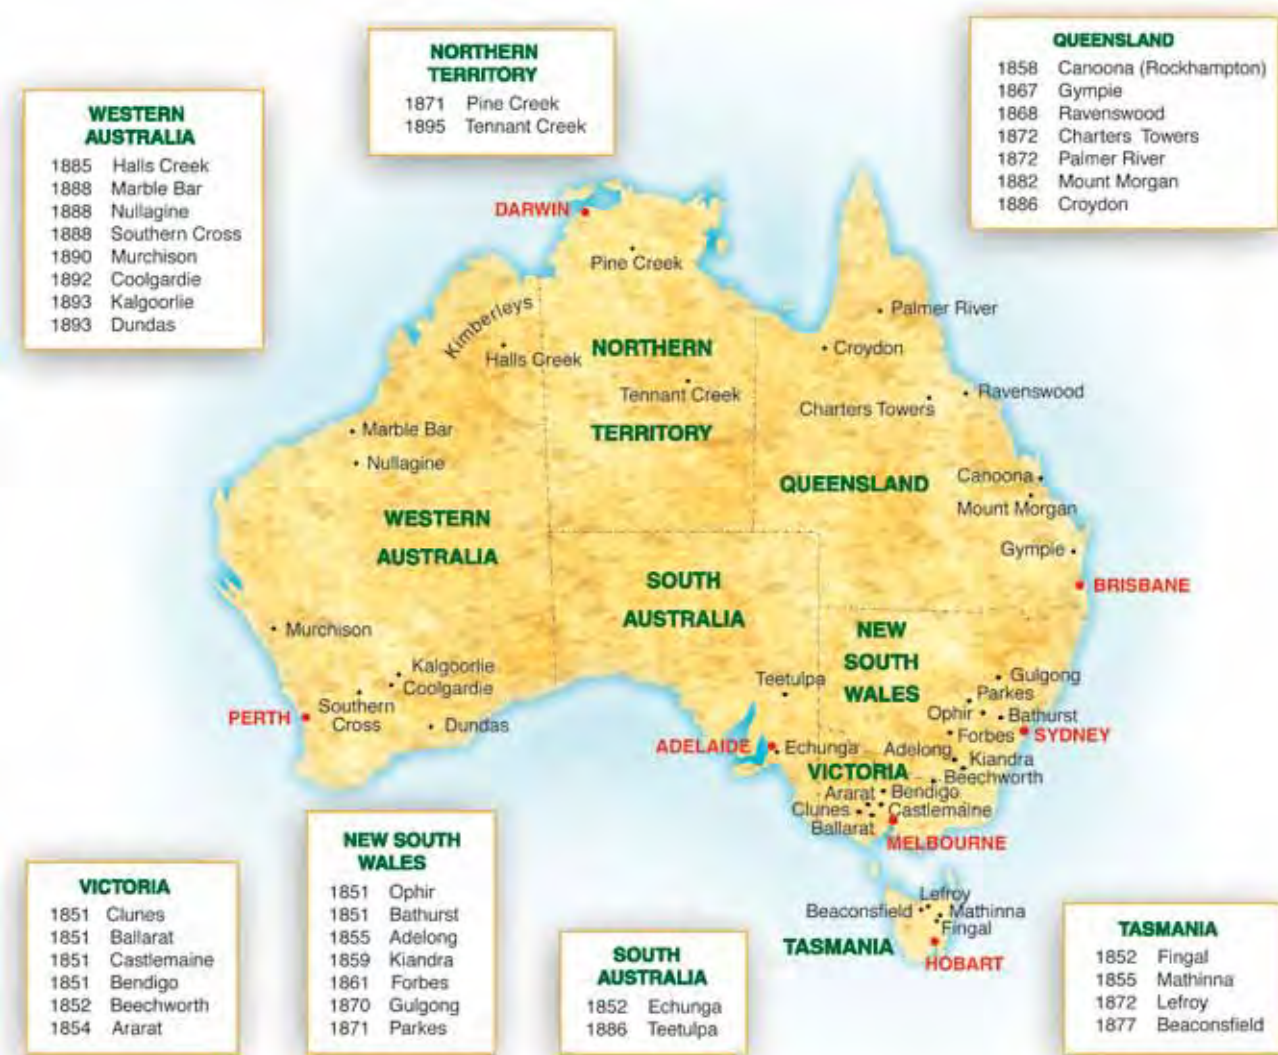 NORTHERN
TERRITORY
1871 Pine Creek
1895 Tennant Creek
QUEENSLAND
1858 Canoona (Rockhampton)
1867 Gympie
1868 Ravenswood
1872 Charters Towers
1872 Palmer River
1882 Mount Morgan
1886 Croydon
WESTERN
AUSTRALIA
1885 Halls Creek
1888 Marble Bar
1888 Nullagine
1888 Southern Cross
1890 Murchison
1892 Coolgardie
1893 Kalgoorlie
1893 Dundas
DARWIN
Pine Creek
Kimberleys
Palmer River
Halls Creek
NORTHERN
Croydon
Tennant Creek
Charters Towers
Ravenswood
Marble Bar
TERRITORY
Nullagine
QUEENSLAND
Canoona
Mount Morgan
WESTERN
AUSTRALIA
Gympie
SOUTH
AUSTRALIA
BRISBANE
Murchison
NEW
SOUTH
WALES
Kalgoorlie
Coolgardie
Teetulpa
Gulgong
Parkes
PERTH
Southern
Cross
Dundas
Ophir
Bathurst
Forbes
SYDNEY
ADELAIDE
Echunga
Adelong
Kiandra
VICTORIA
Beechworth
Ararat
Bendigo
Clunes
Castlemaine
Ballarat
MELBOURNE
Lefroy
Beaconsfield
Mathinna
Fingal
TASMANIA
HOBART
VICTORIA
1851 Clunes
1851 Ballarat
1851 Castlemaine
1851 Bendigo
1852 Beechworth
1854 Ararat
NEW SOUTH
WALES
1851 Ophir
1851 Bathurst
1855 Adelong
1859 Kiandra
1861 Forbes
1870 Gulgong
1871 Parkes
SOUTH
AUSTRALIA
1852 Echunga
1886 Teetulpa
TASMANIA
1852 Fingal
1855 Mathinna
1872 Lefroy
1877 Beaconsfield